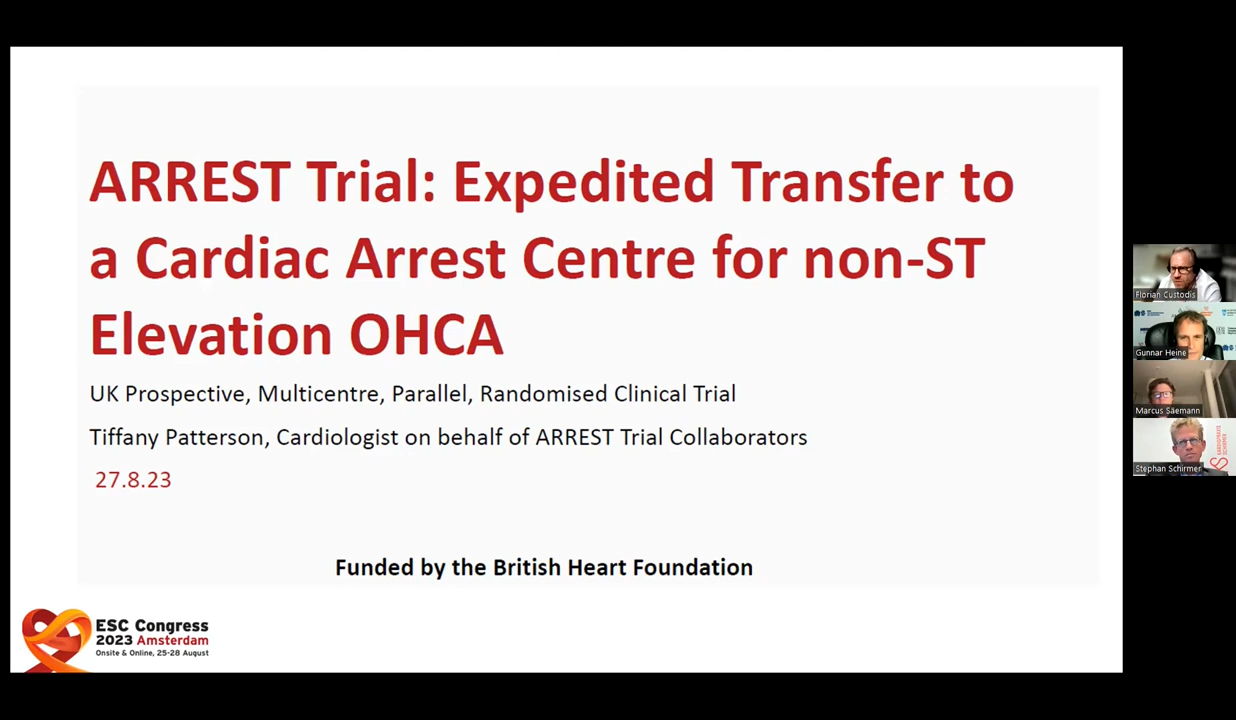 ARREST Trial: Expedited Transfer to
a Cardiac Arrest Centre for non-ST
Elevation OHCA
UK Prospective, Multicentre, Parallel, Randomised Clinical Trial
Tiffany Patterson, Cardiologist on behalf of ARREST Trial Collaborators
27.8.23
Funded by the British Heart Foundation
ESC Congress
2023 Amsterdam
Onsite & Online, 25-28 August
Florian Custodis
Gunnar Heine
Marcus Säemann
Stephan Schirmer